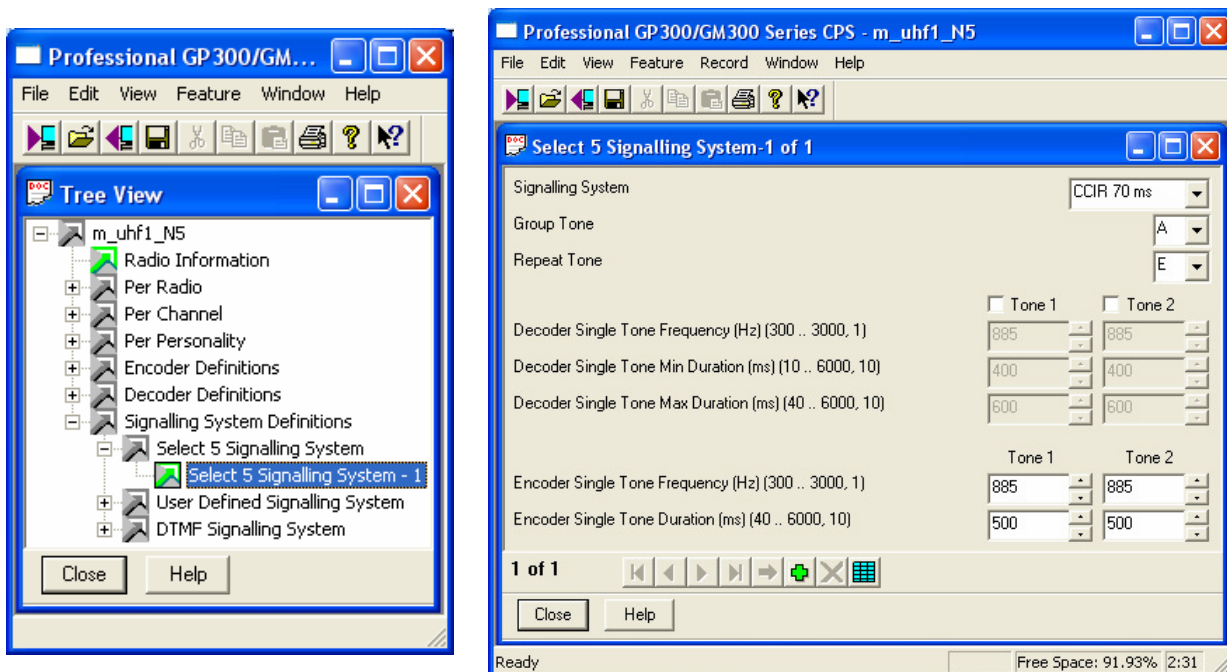 Professional GP300/GM...
File Edit View Feature Window Help
DOC Tree View
m_uhf1_N5
Radio Information
Per Radio
Per Channel
Per Personality
Encoder Definitions
Decoder Definitions
Signalling System Definitions
Select 5 Signalling System
Select 5 Signalling System - 1
User Defined Signalling System
DTMF Signalling System
Close Help
Professional GP300/GM300 Series CPS - m_uhf1_N5
File Edit View Feature Record Window Help
DOC Select 5 Signalling System-1 of 1
Signalling System CCIR 70 ms
Group Tone A
Repeat Tone E
Tone 1 Tone 2
Decoder Single Tone Frequency (Hz) (300 .. 3000, 1) 885 885
Decoder Single Tone Min Duration (ms) (10 .. 6000, 10) 400 400
Decoder Single Tone Max Duration (ms) (40 .. 6000, 10) 600 600
Tone 1 Tone 2
Encoder Single Tone Frequency (Hz) (300 .. 3000, 1) 885 885
Encoder Single Tone Duration (ms) (40 .. 6000, 10) 500 500
1 of 1
Close Help
Ready Free Space: 91.93% 2:31